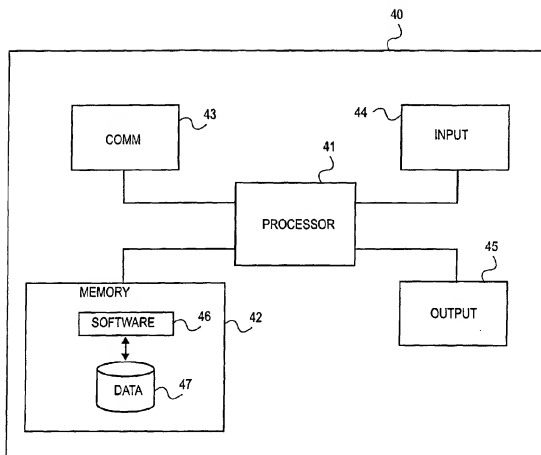 40
43
COMM
44
INPUT
41
PROCESSOR
45
OUTPUT
MEMORY
42
SOFTWARE
46
DATA
47